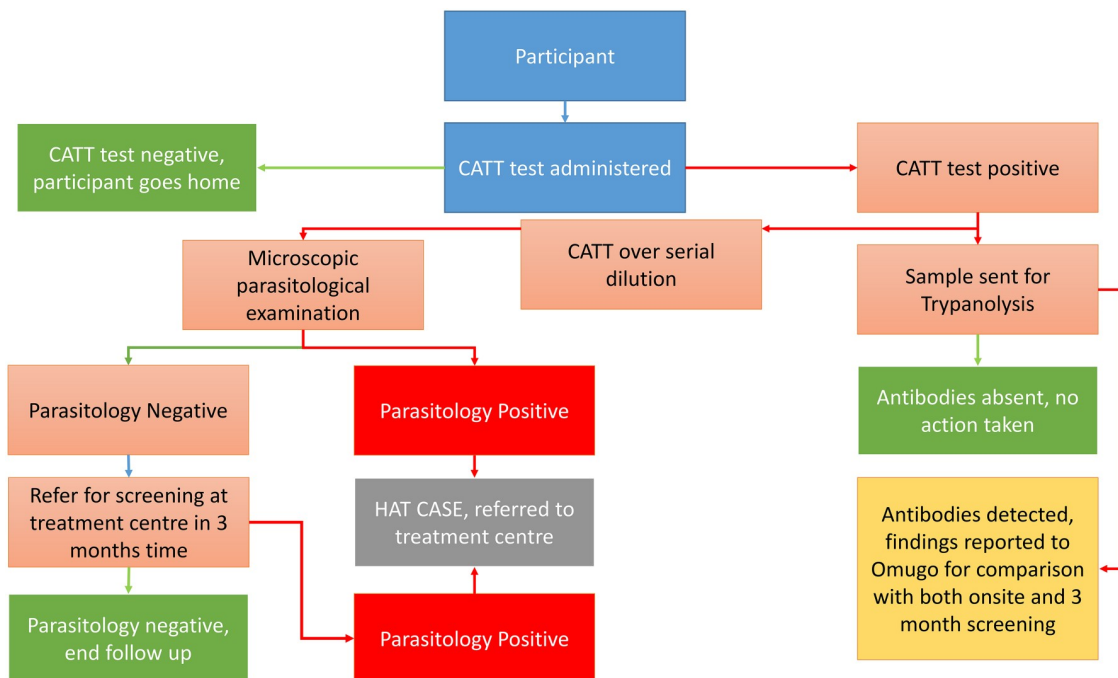 Participant
CATT test negative,
participant goes home
CATT test administered
CATT test positive
Microscopic
parasitological
examination
CATT over serial
dilution
Sample sent for
Trypanolysis
Parasitology Negative
Parasitology Positive
Antibodies absent, no
action taken
Refer for screening at
treatment centre in 3
months time
HAT CASE, referred to
treatment centre
Antibodies detected,
findings reported to
Omugo for comparison
with both onsite and 3
month screening
Parasitology negative,
end follow up
Parasitology Positive